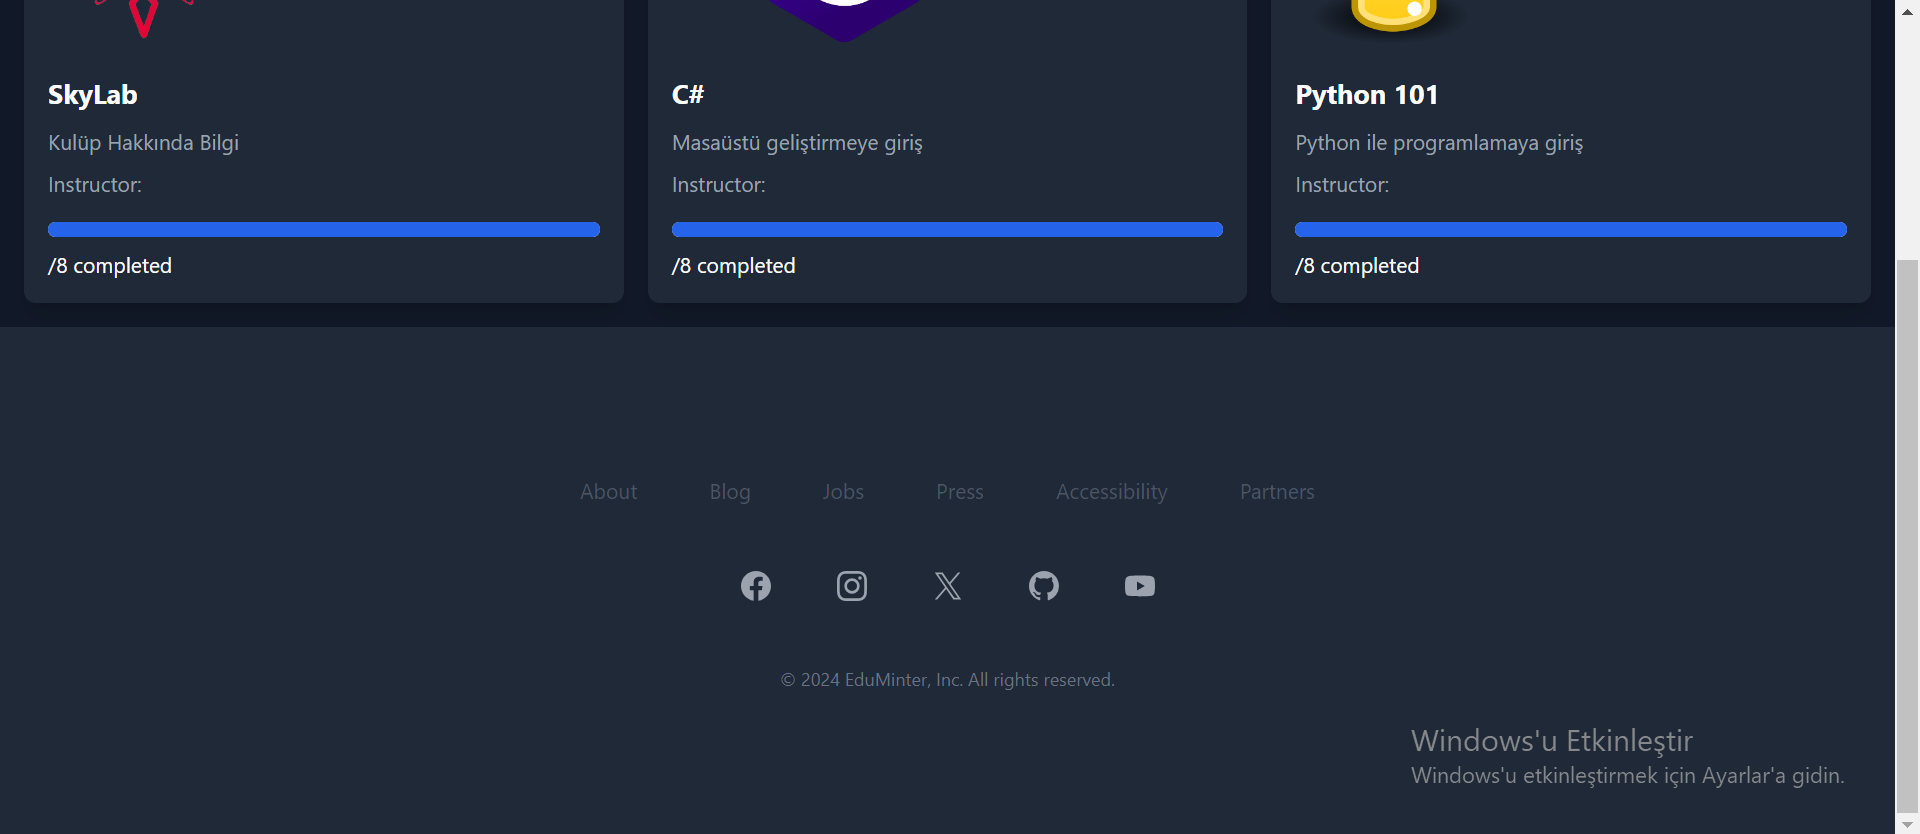 SkyLab
Kulüp Hakkında Bilgi
Instructor:
/8 completed
C#
Masaüstü geliştirmeye giriş
Instructor:
/8 completed
Python 101
Python ile programlamaya giriş
Instructor:
/8 completed
About Blog Jobs Press Accessibility Partners
© 2024 EduMinter, Inc. All rights reserved.
Windows'u Etkinleştir
Windows'u etkinleştirmek için Ayarlar'a gidin.